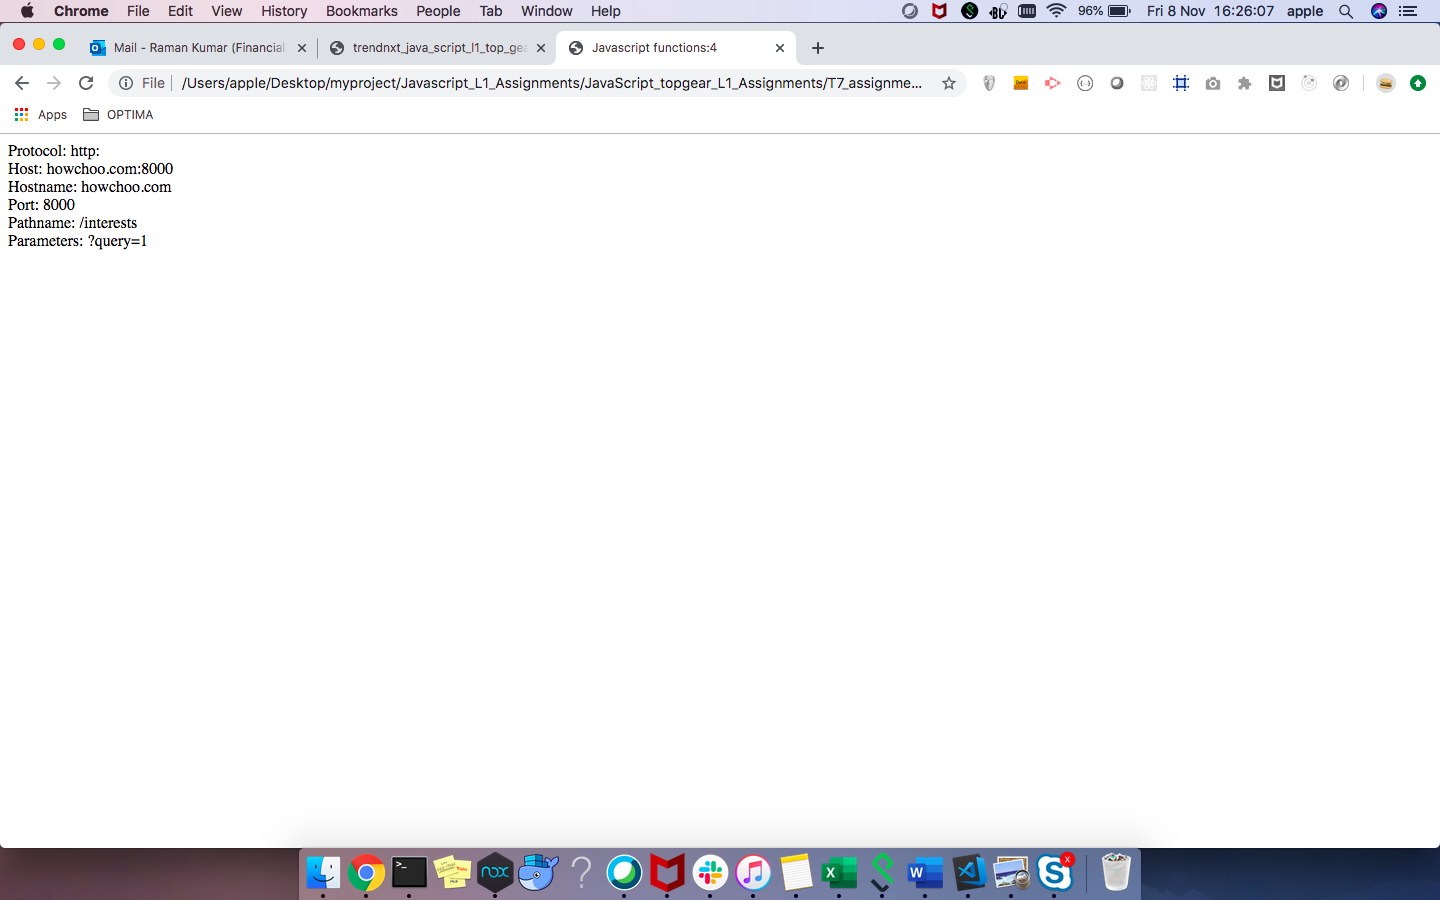 Chrome File Edit View History Bookmarks People Tab Window Help 96% Fri 8 Nov 16:26:07 apple
Mail - Raman Kumar (Financial trendnxt_java_script_l1_top_gea Javascript functions:4
File /Users/apple/Desktop/myproject/Javascript_L1_Assignments/JavaScript_topgear_L1_Assignments/T7_assignme...
Apps OPTIMA
Protocol: http:
Host: howchoo.com:8000
Hostname: howchoo.com
Port: 8000
Pathname: /interests
Parameters: ?query=1